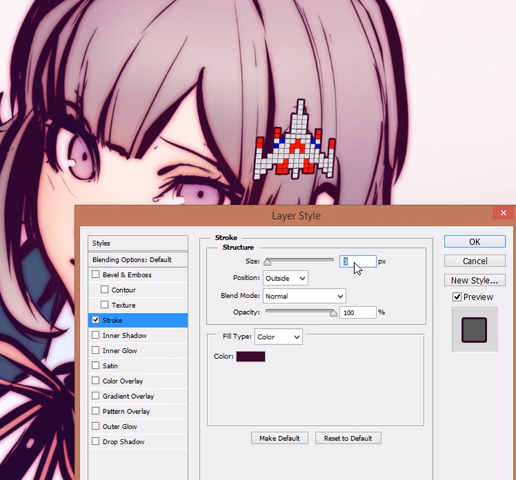 Layer Style
Styles
Blending Options: Default
Bevel & Emboss
Contour
Texture
Stroke
Inner Shadow
Inner Glow
Satin
Color Overlay
Gradient Overlay
Pattern Overlay
Outer Glow
Drop Shadow
Stroke
Structure
Size: 3 px
Position: Outside
Blend Mode: Normal
Opacity: 100 %
Fill Type: Color
Color:
Make Default Reset to Default
OK
Cancel
New Style...
Preview